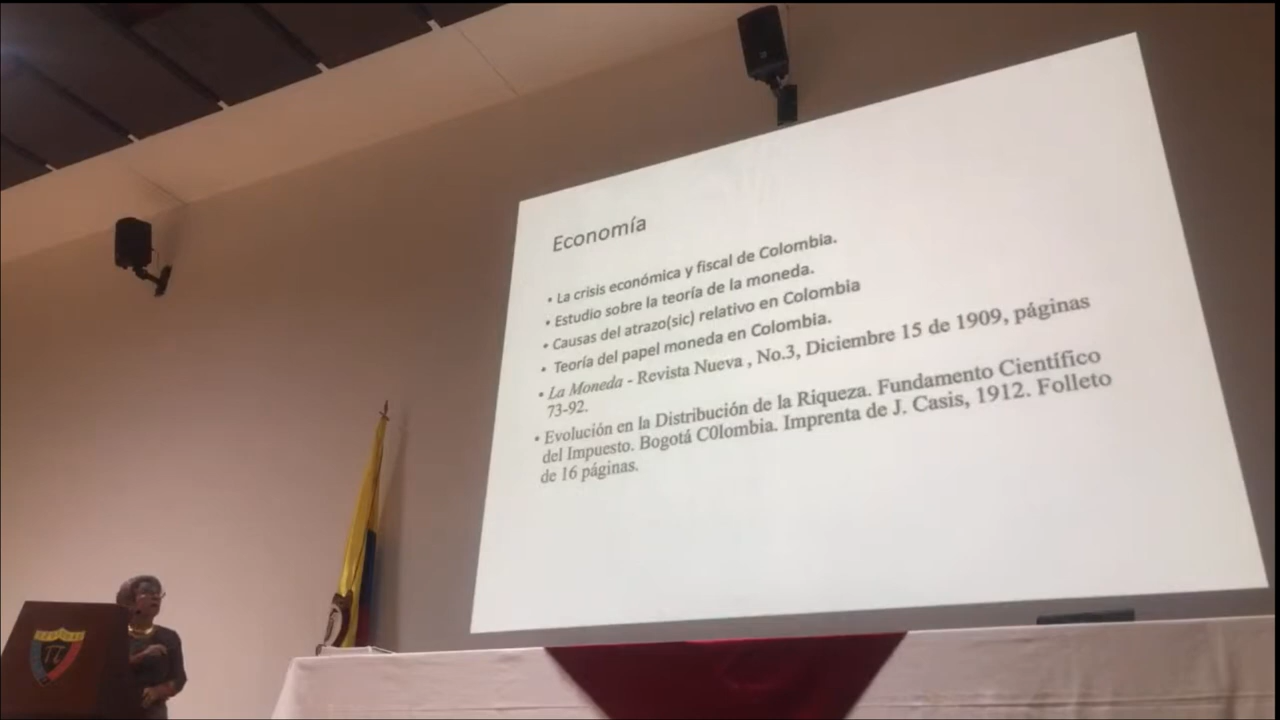 Economía
• La crisis económica y fiscal de Colombia.
• Estudio sobre la teoría de la moneda.
• Causas del atrazo(sic) relativo en Colombia
• Teoría del papel moneda en Colombia.
• La Moneda - Revista Nueva , No.3, Diciembre 15 de 1909, páginas
73-92.
• Evolución en la Distribución de la Riqueza. Fundamento Científico
del Impuesto. Bogotá C0lombia. Imprenta de J. Casis, 1912. Folleto
de 16 páginas.
π